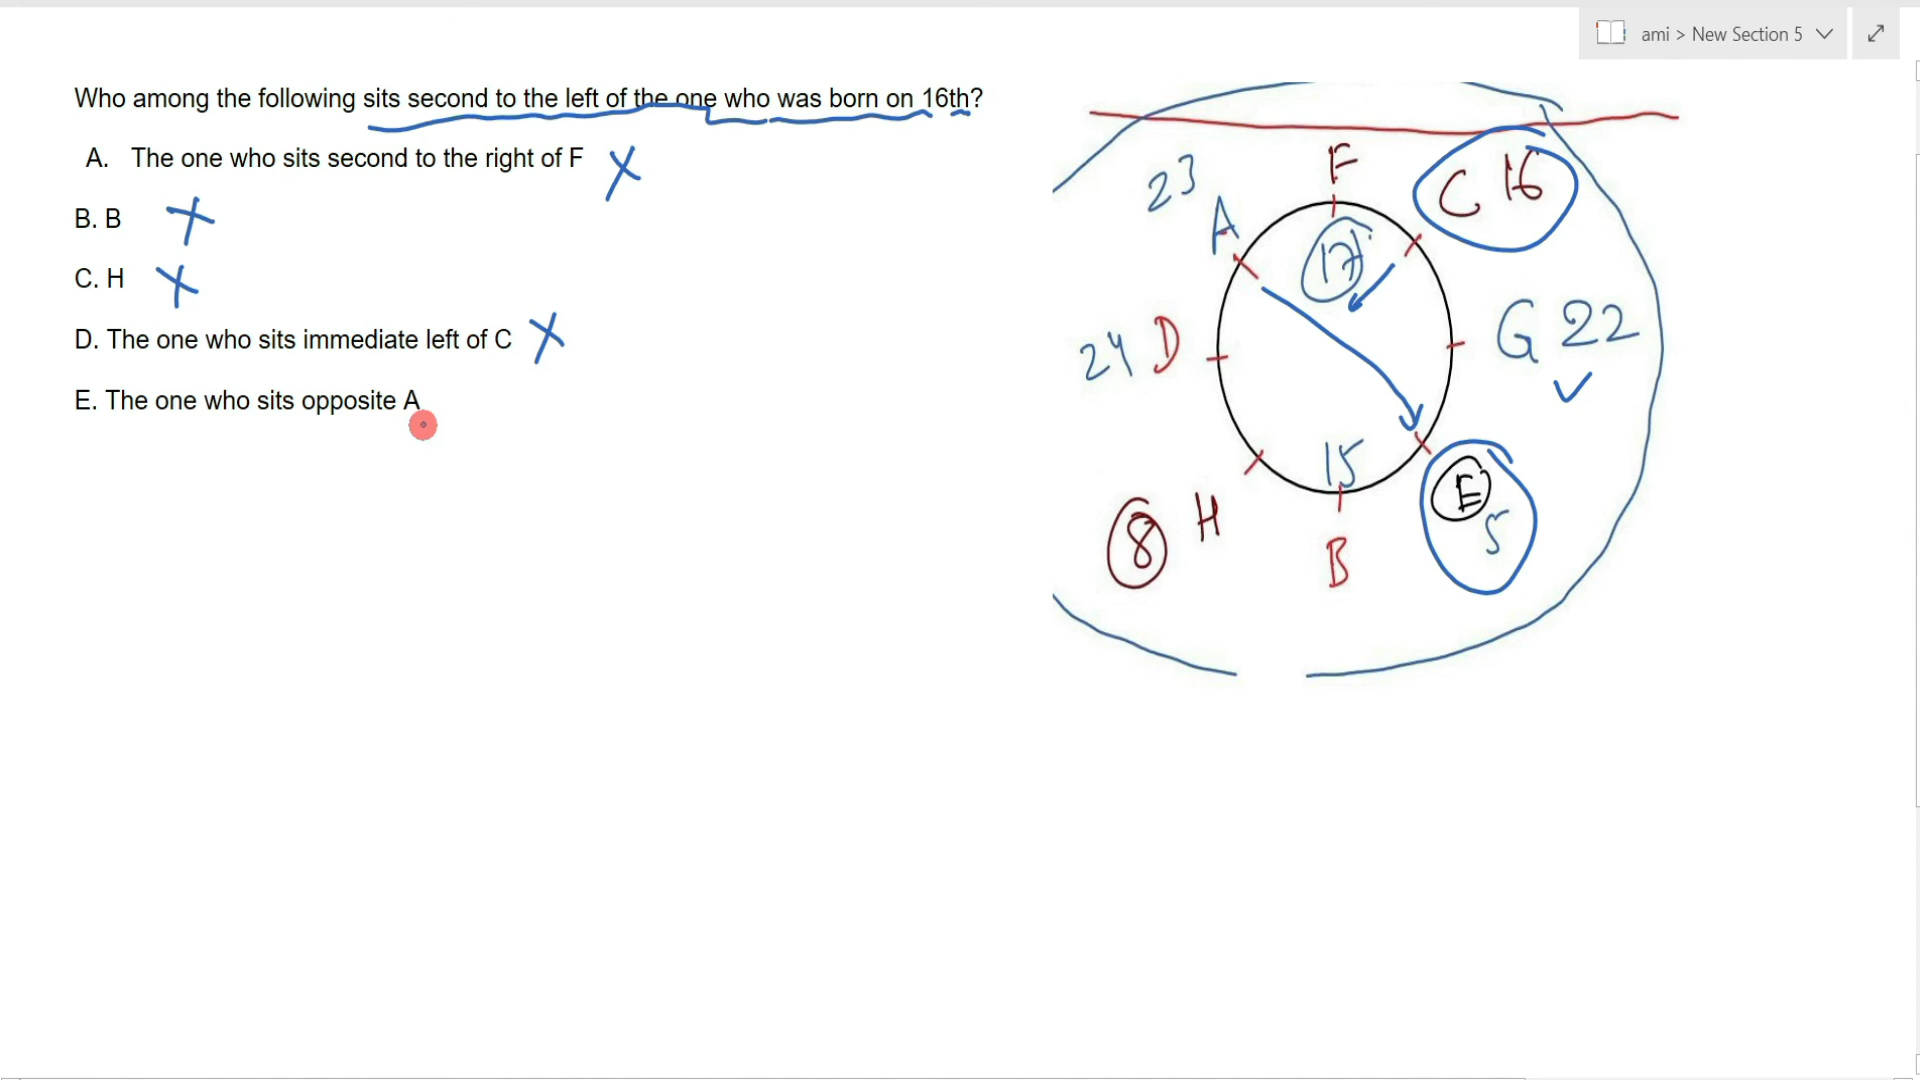 ami > New Section 5
Who among the following sits second to the left of the one who was born on 16th?
A. The one who sits second to the right of F
B. B
C. H
D. The one who sits immediate left of C
E. The one who sits opposite A
F
C 16
23
A
17
G 22
24 D
15
E
5
8 H
B